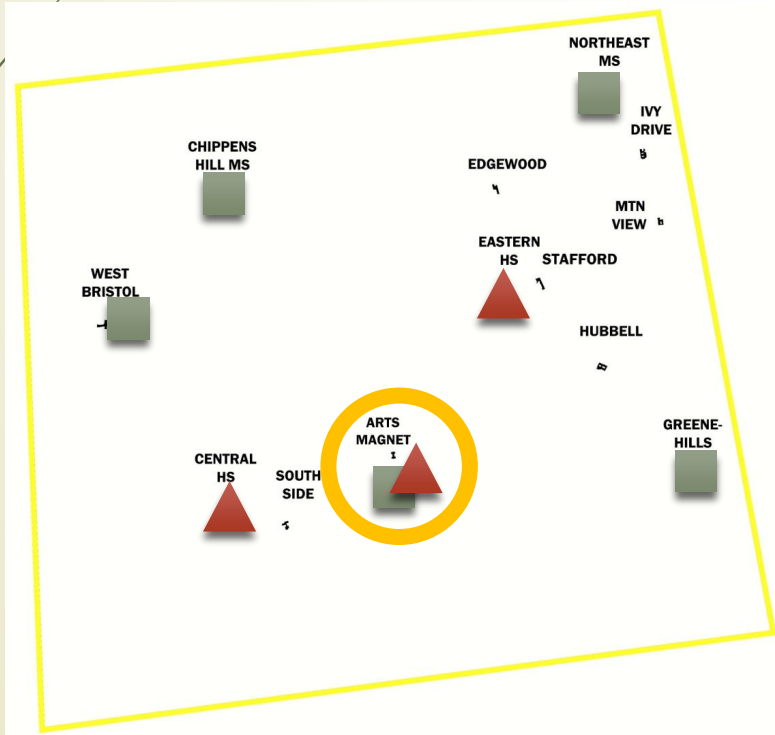 NORTHEAST
MS
IVY
DRIVE
CHIPPENS
HILL MS
EDGEWOOD
MTN
VIEW
EASTERN
HS
STAFFORD
WEST
BRISTOL
HUBBELL
ARTS
MAGNET
GREENE-
HILLS
CENTRAL
HS
SOUTH
SIDE